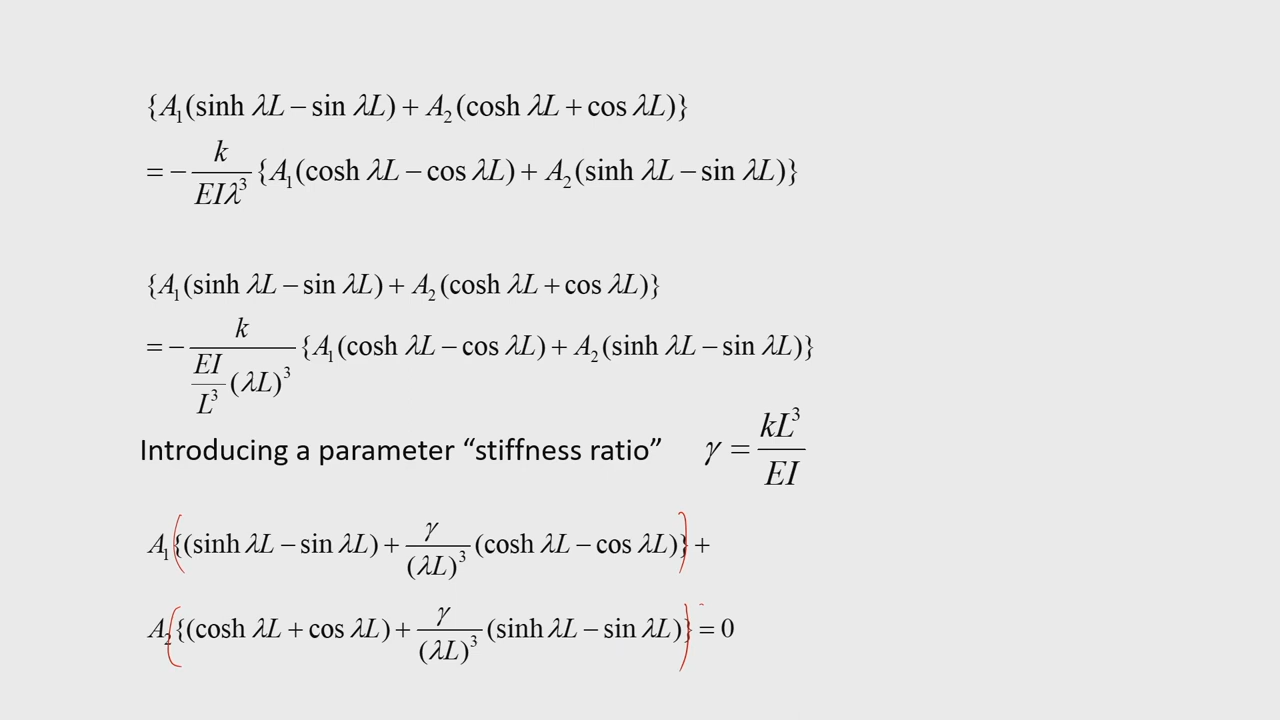 {A₁(sinh λL − sin λL) + A₂(cosh λL + cos λL)}
= − k/(EIλ³) {A₁(cosh λL − cos λL) + A₂(sinh λL − sin λL)}
{A₁(sinh λL − sin λL) + A₂(cosh λL + cos λL)}
= − k/((EI/L³)(λL)³) {A₁(cosh λL − cos λL) + A₂(sinh λL − sin λL)}
Introducing a parameter “stiffness ratio” γ = kL³/EI
A₁{(sinh λL − sin λL) + γ/(λL)³ (cosh λL − cos λL)} +
A₂{(cosh λL + cos λL) + γ/(λL)³ (sinh λL − sin λL)} = 0